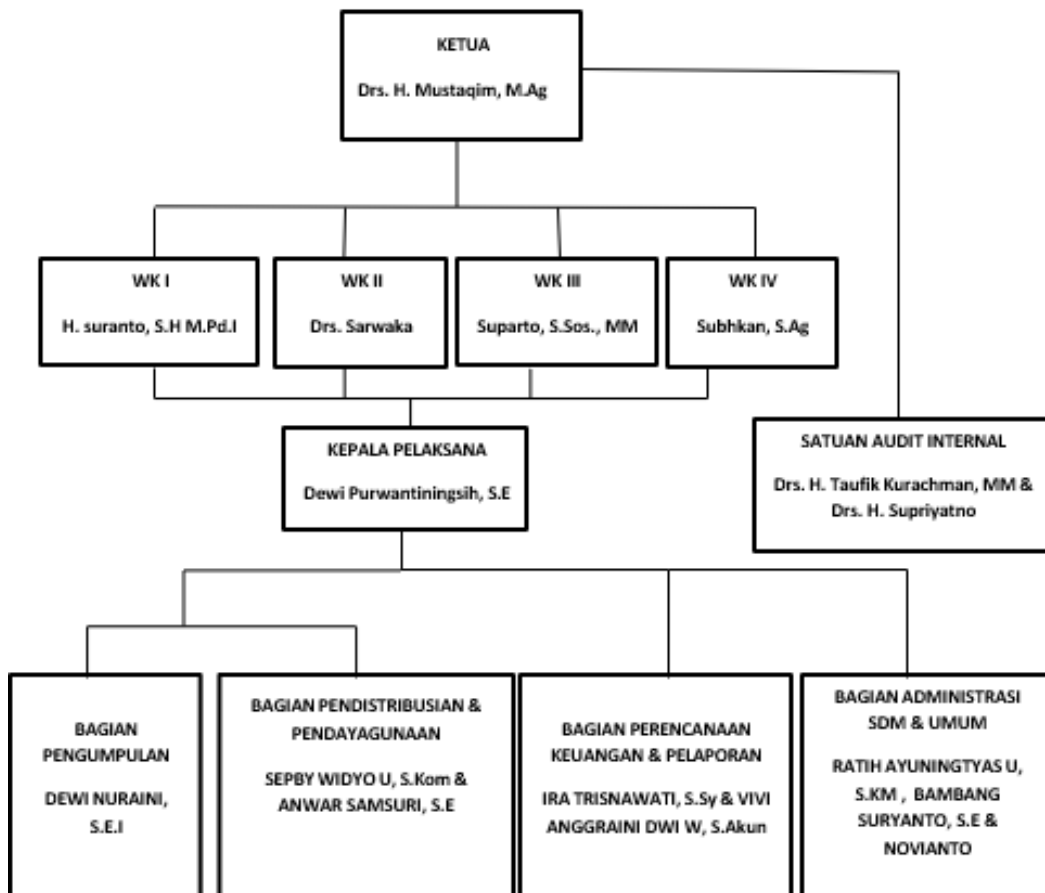 KETUA
Drs. H. Mustaqim, M.Ag
WK I
H. suranto, S.H M.Pd.I
WK II
Drs. Sarwaka
WK III
Suparto, S.Sos., MM
WK IV
Subhkan, S.Ag
KEPALA PELAKSANA
Dewi Purwantiningsih, S.E
SATUAN AUDIT INTERNAL
Drs. H. Taufik Kurachman, MM &
Drs. H. Supriyatno
BAGIAN
PENGUMPULAN
DEWI NURAINI,
S.E.I
BAGIAN PENDISTRIBUSIAN &
PENDAYAGUNAAN
SEPBY WIDYO U, S.Kom &
ANWAR SAMSURI, S.E
BAGIAN PERENCANAAN
KEUANGAN & PELAPORAN
IRA TRISNAWATI, S.Sy & VIVI
ANGGRAINI DWI W, S.Akun
BAGIAN ADMINISTRASI
SDM & UMUM
RATIH AYUNINGTYAS U,
S.KM , BAMBANG
SURYANTO, S.E &
NOVIANTO